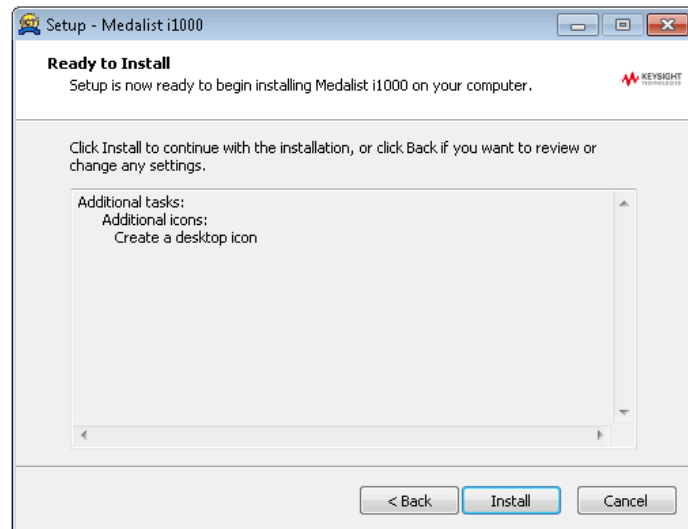 Setup - Medalist i1000
Ready to Install
Setup is now ready to begin installing Medalist i1000 on your computer.
KEYSIGHT
TECHNOLOGIES
Click Install to continue with the installation, or click Back if you want to review or
change any settings.
Additional tasks:
Additional icons:
Create a desktop icon
< Back
Install
Cancel